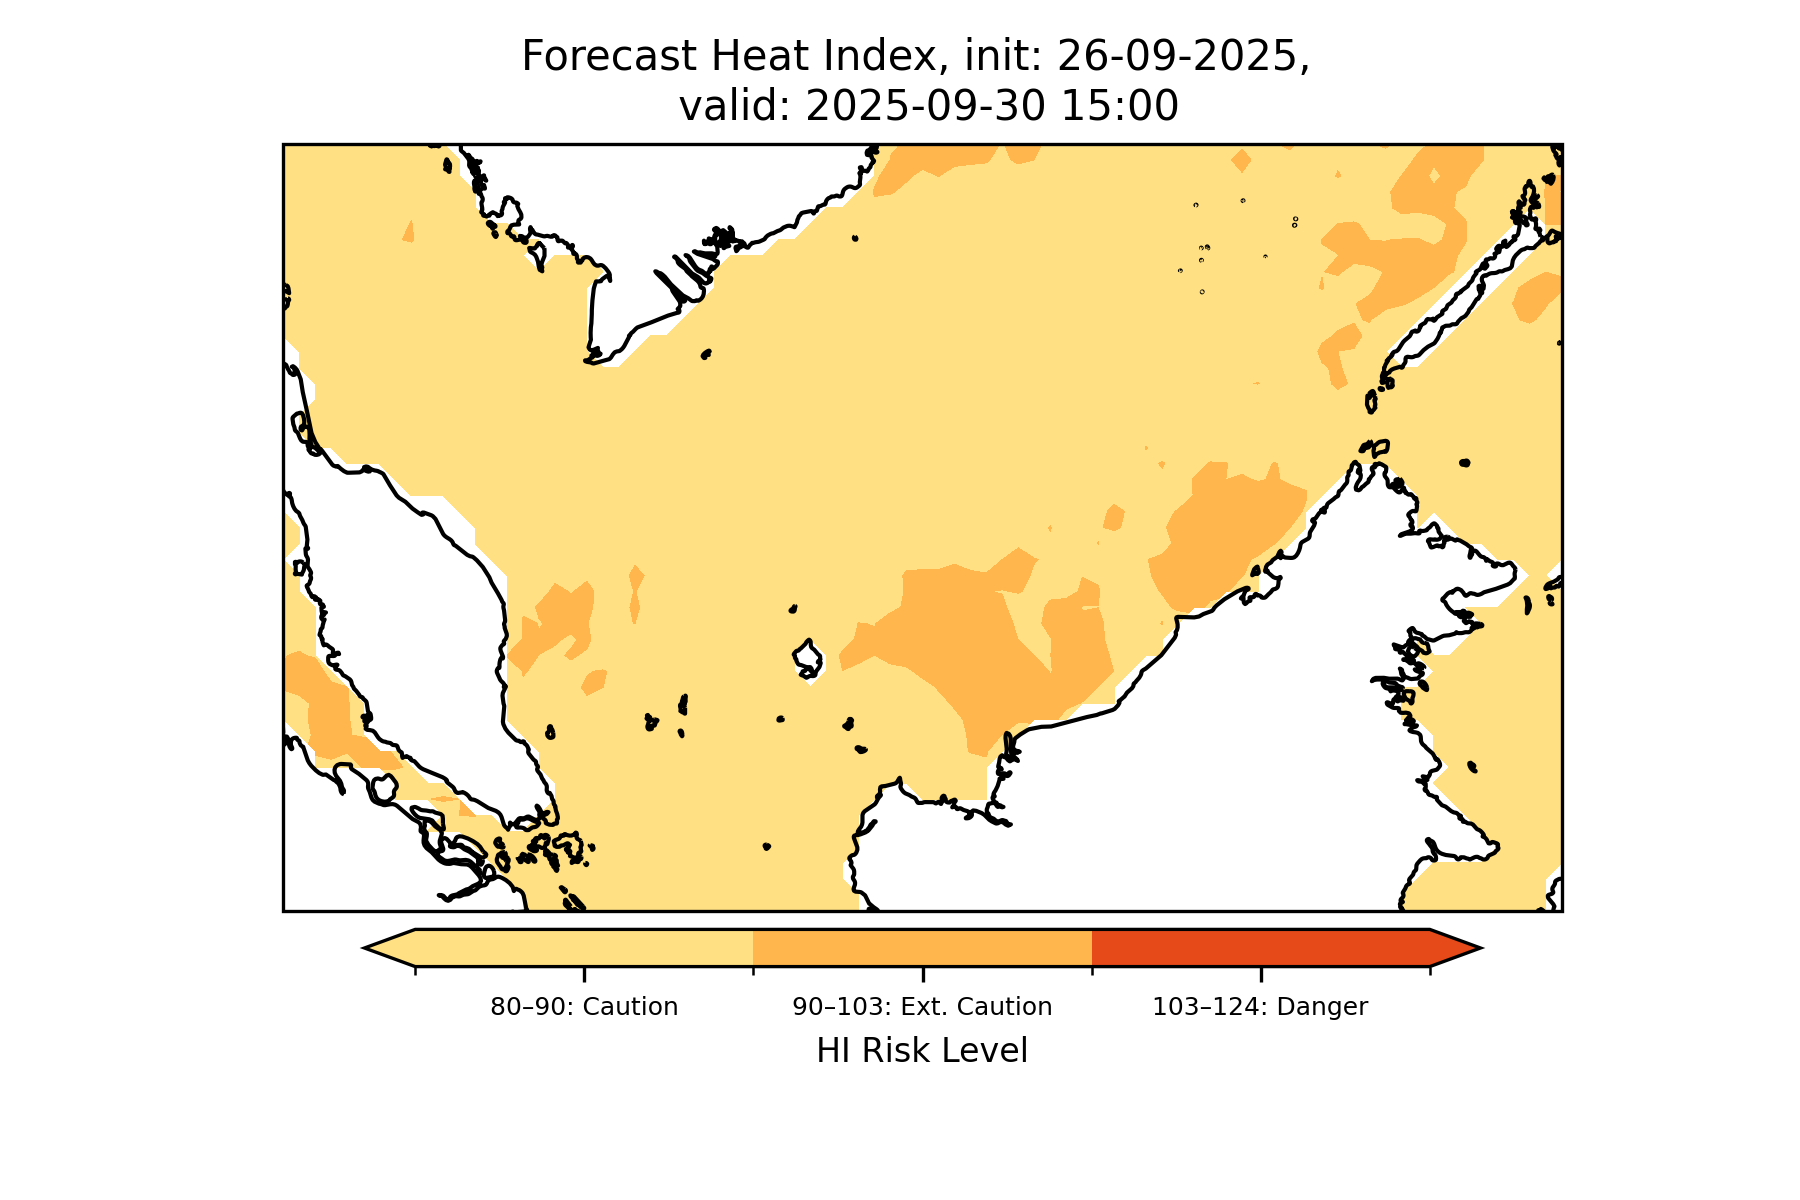 Forecast Heat Index, init: 26-09-2025,
valid: 2025-09-30 15:00
80–90: Caution
90–103: Ext. Caution
103–124: Danger
HI Risk Level